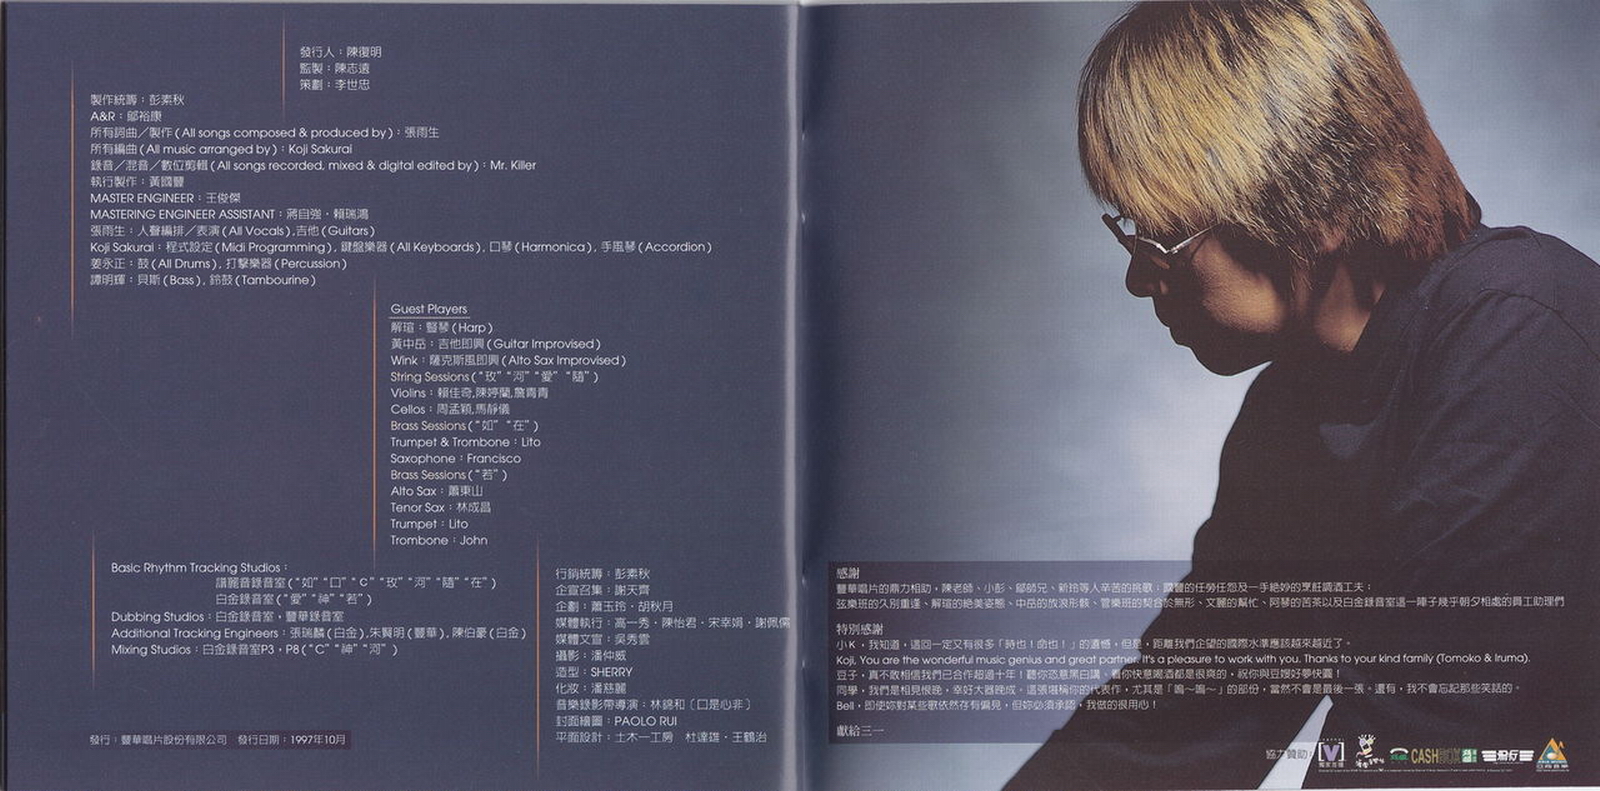 發行人：陳復明
監製：陳志遠
策劃：李世忠
製作統籌：彭素秋
A&R：鄔裕康
所有詞曲／製作 ( All songs composed & produced by )：張雨生
所有編曲 ( All music arranged by )：Koji Sakurai
錄音／混音／數位剪輯 ( All songs recorded, mixed & digital edited by )：Mr. Killer
執行製作：黃國豐
MASTER ENGINEER：王俊傑
MASTERING ENGINEER ASSISTANT：蔣自強・賴瑞鴻
張雨生：人聲編排／表演 ( All Vocals ) ,吉他 ( Guitars )
Koji Sakurai：程式設定 ( Midi Programming ) , 鍵盤樂器 ( All Keyboards ) , 口琴 ( Harmonica ) , 手風琴 ( Accordion )
姜永正：鼓 ( All Drums ) , 打擊樂器 ( Percussion )
譚明輝：貝斯 ( Bass ) , 鈴鼓 ( Tambourine )
Guest Players
解瑄：豎琴 ( Harp )
黃中岳：吉他即興 ( Guitar Improvised )
Wink：薩克斯風即興 ( Alto Sax Improvised )
String Sessions ( “玫” “河” “愛” “隨” )
Violins：賴佳奇,陳婷蘭,詹青青
Cellos：周孟穎,馬靜儀
Brass Sessions ( “如” “在” )
Trumpet & Trombone：Lito
Saxophone：Francisco
Brass Sessions ( “若” )
Alto Sax：蕭東山
Tenor Sax：林成昌
Trumpet：Lito
Trombone：John
Basic Rhythm Tracking Studios：
讚麗音錄音室 ( “如” “口” “C” “玫” “河” “隨” “在” )
白金錄音室 ( “愛” “神” “若” )
Dubbing Studios：白金錄音室，豐華錄音室
Additional Tracking Engineers：張瑞麟 ( 白金 ) ,朱賢明 ( 豐華 ) , 陳伯豪 ( 白金 )
Mixing Studios：白金錄音室P3，P8 ( “C” “神” “河” )
發行：豐華唱片股份有限公司　發行日期：1997年10月
行銷統籌：彭素秋
企宣召集：謝天齊
企劃：蕭玉玲・胡秋月
媒體執行：高一秀・陳怡君・宋幸娟・謝佩儒
媒體文宣：吳秀雲
攝影：潘仲威
造型：SHERRY
化妝：潘慈麗
音樂錄影帶導演：林錦和〔口是心非〕
封面繪圖：PAOLO RUI
平面設計：土木一工房　杜達雄・王鶴治
感謝
豐華唱片的鼎力相助，陳老師、小彭、鄔師兄、新玲等人辛苦的挑歌；國豐的任勞任怨及一手絕妙的烹飪調酒工夫；
弦樂班的久別重逢、解瑄的絕美姿態、中岳的放浪形骸、管樂班的契合於無形、文麗的幫忙、阿琴的苦茶以及白金錄音室這一陣子幾乎朝夕相處的員工助理們
特別感謝
小K，我知道，這回一定又有很多「時也！命也！」的遺憾，但是，距離我們企望的國際水準應該越來越近了。
Koji, You are the wonderful music genius and great partner. It's a pleasure to work with you. Thanks to your kind family (Tomoko & Iruma).
豆子，真不敢相信我們已合作超過十年！聽你恣意黑白講、看你快意喝酒都是很爽的，祝你與豆嫂好夢快圓！
同學，我們是相見恨晚，幸好大器晚成，這張堪稱你的代表作，尤其是「嗚～嗚～」的部份，當然不會是最後一張。還有，我不會忘記那些笑話的。
Bell，即使妳對某些歌依然存有偏見，但妳必須承認，我做的很用心！
獻給三一
協力贊助：
V
CASHBOX
飛行